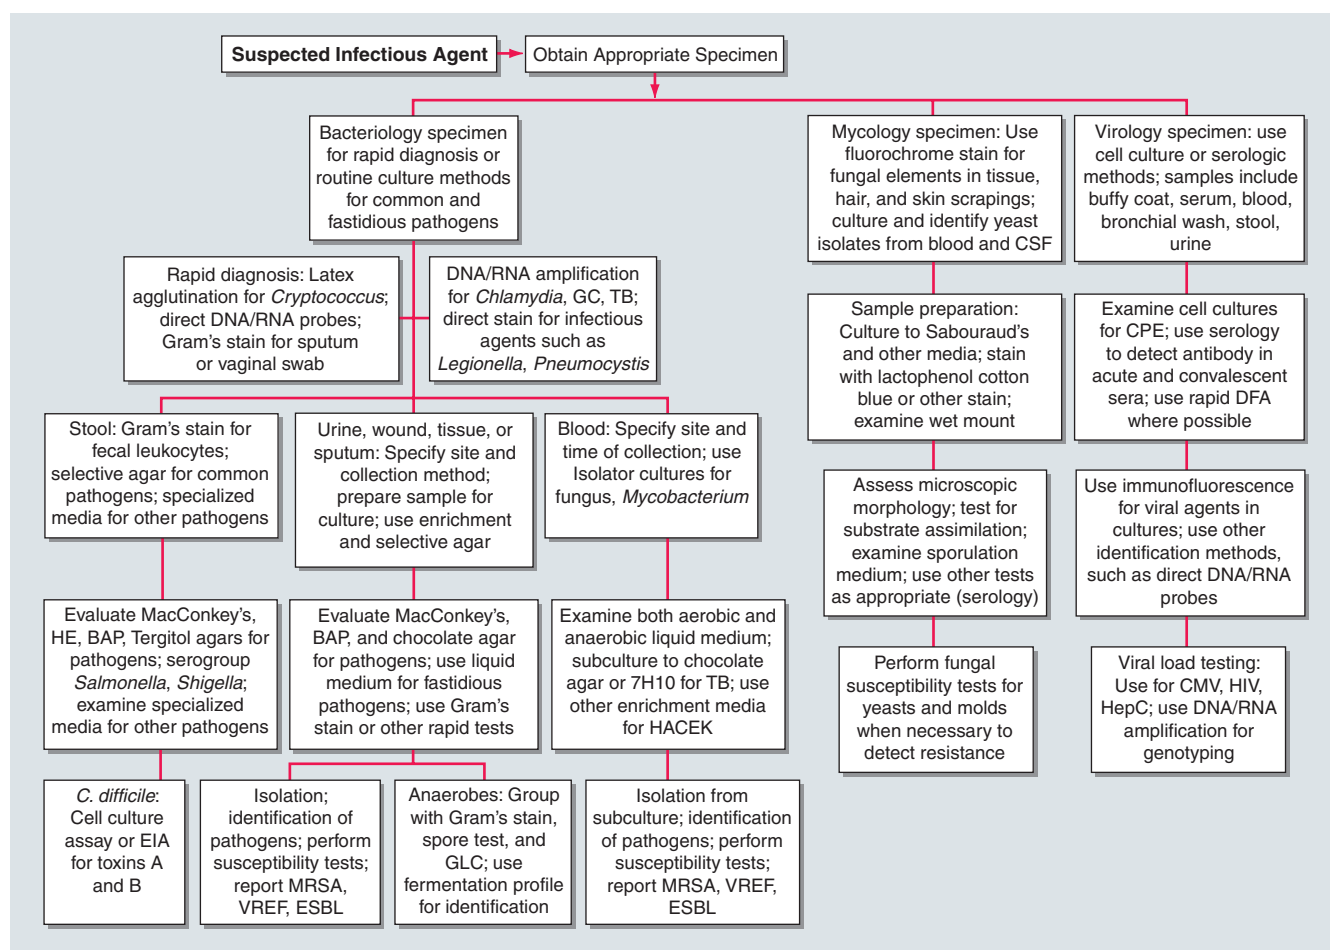 Suspected Infectious Agent
Obtain Appropriate Specimen
Bacteriology specimen
for rapid diagnosis or
routine culture methods
for common and
fastidious pathogens
Mycology specimen: Use
fluorochrome stain for
fungal elements in tissue,
hair, and skin scrapings;
culture and identify yeast
isolates from blood and CSF
Virology specimen: use
cell culture or serologic
methods; samples include
buffy coat, serum, blood,
bronchial wash, stool,
urine
Rapid diagnosis: Latex
agglutination for Cryptococcus;
direct DNA/RNA probes;
Gram's stain for sputum
or vaginal swab
DNA/RNA amplification
for Chlamydia, GC, TB;
direct stain for infectious
agents such as
Legionella, Pneumocystis
Sample preparation:
Culture to Sabouraud's
and other media; stain
with lactophenol cotton
blue or other stain;
examine wet mount
Examine cell cultures
for CPE; use serology
to detect antibody in
acute and convalescent
sera; use rapid DFA
where possible
Stool: Gram's stain for
fecal leukocytes;
selective agar for common
pathogens; specialized
media for other pathogens
Urine, wound, tissue, or
sputum: Specify site and
collection method;
prepare sample for
culture; use enrichment
and selective agar
Blood: Specify site and
time of collection; use
Isolator cultures for
fungus, Mycobacterium
Assess microscopic
morphology; test for
substrate assimilation;
examine sporulation
medium; use other tests
as appropriate (serology)
Use immunofluorescence
for viral agents in
cultures; use other
identification methods,
such as direct DNA/RNA
probes
Evaluate MacConkey's,
HE, BAP, Tergitol agars for
pathogens; serogroup
Salmonella, Shigella;
examine specialized
media for other pathogens
Evaluate MacConkey's,
BAP, and chocolate agar
for pathogens; use liquid
medium for fastidious
pathogens; use Gram's
stain or other rapid tests
Examine both aerobic and
anaerobic liquid medium;
subculture to chocolate
agar or 7H10 for TB; use
other enrichment media
for HACEK
Perform fungal
susceptibility tests for
yeasts and molds
when necessary to
detect resistance
Viral load testing:
Use for CMV, HIV,
HepC; use DNA/RNA
amplification for
genotyping
C. difficile:
Cell culture
assay or EIA
for toxins A
and B
Isolation;
identification of
pathogens; perform
susceptibility tests;
report MRSA,
VREF, ESBL
Anaerobes: Group
with Gram's stain,
spore test, and
GLC; use
fermentation profile
for identification
Isolation from
subculture; identification
of pathogens; perform
susceptibility tests;
report MRSA, VREF,
ESBL